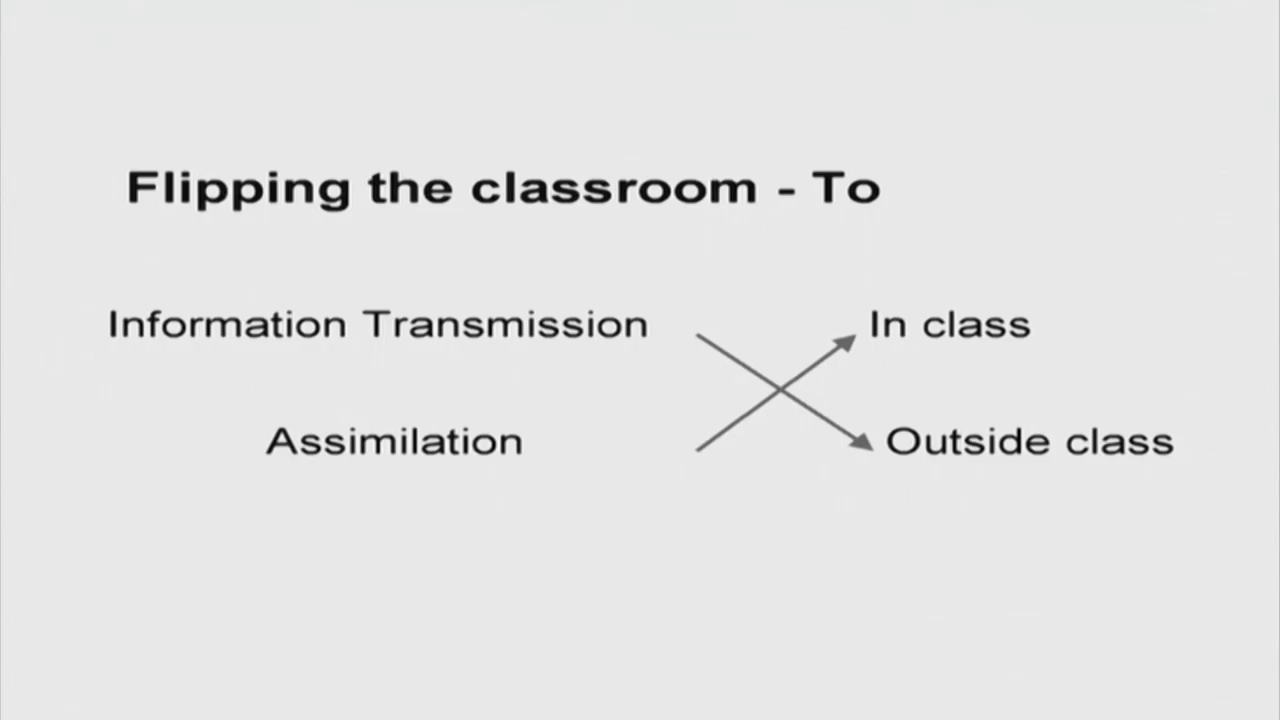 Flipping the classroom - To
Information Transmission
In class
Assimilation
Outside class